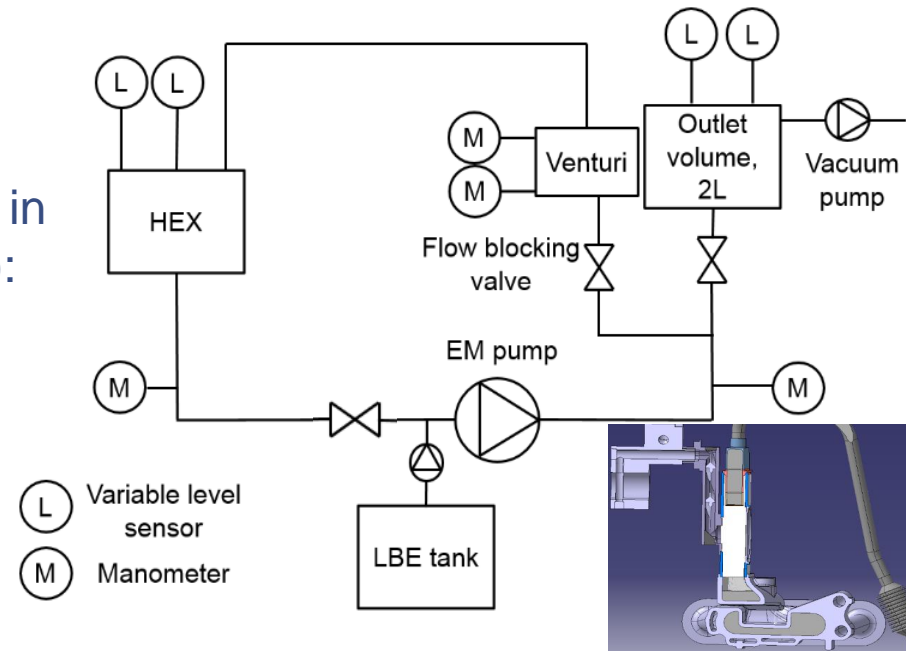 L
L
L
L
Outlet
volume,
2L
Vacuum
pump
M
M
Venturi
in
HEX
:
Flow blocking
valve
EM pump
M
M
L
Variable level
sensor
M
Manometer
LBE tank